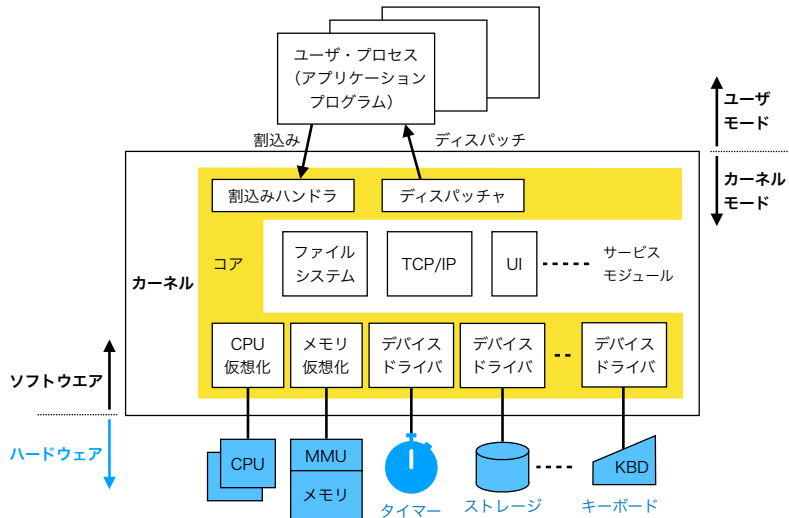 ユーザ・プロセス
（アプリケーション
プログラム）
割込み
ディスパッチ
ユーザ
モード
カーネル
モード
割込みハンドラ
ディスパッチャ
コア
ファイル
システム
TCP/IP
UI
サービス
モジュール
カーネル
CPU
仮想化
メモリ
仮想化
デバイス
ドライバ
デバイス
ドライバ
デバイス
ドライバ
ソフトウエア
ハードウェア
CPU
MMU
メモリ
タイマー
ストレージ
KBD
キーボード